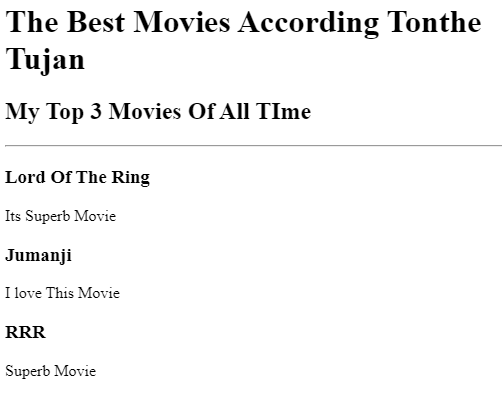 The Best Movies According Tonthe
Tujan
My Top 3 Movies Of All TIme
Lord Of The Ring
Its Superb Movie
Jumanji
I love This Movie
RRR
Superb Movie